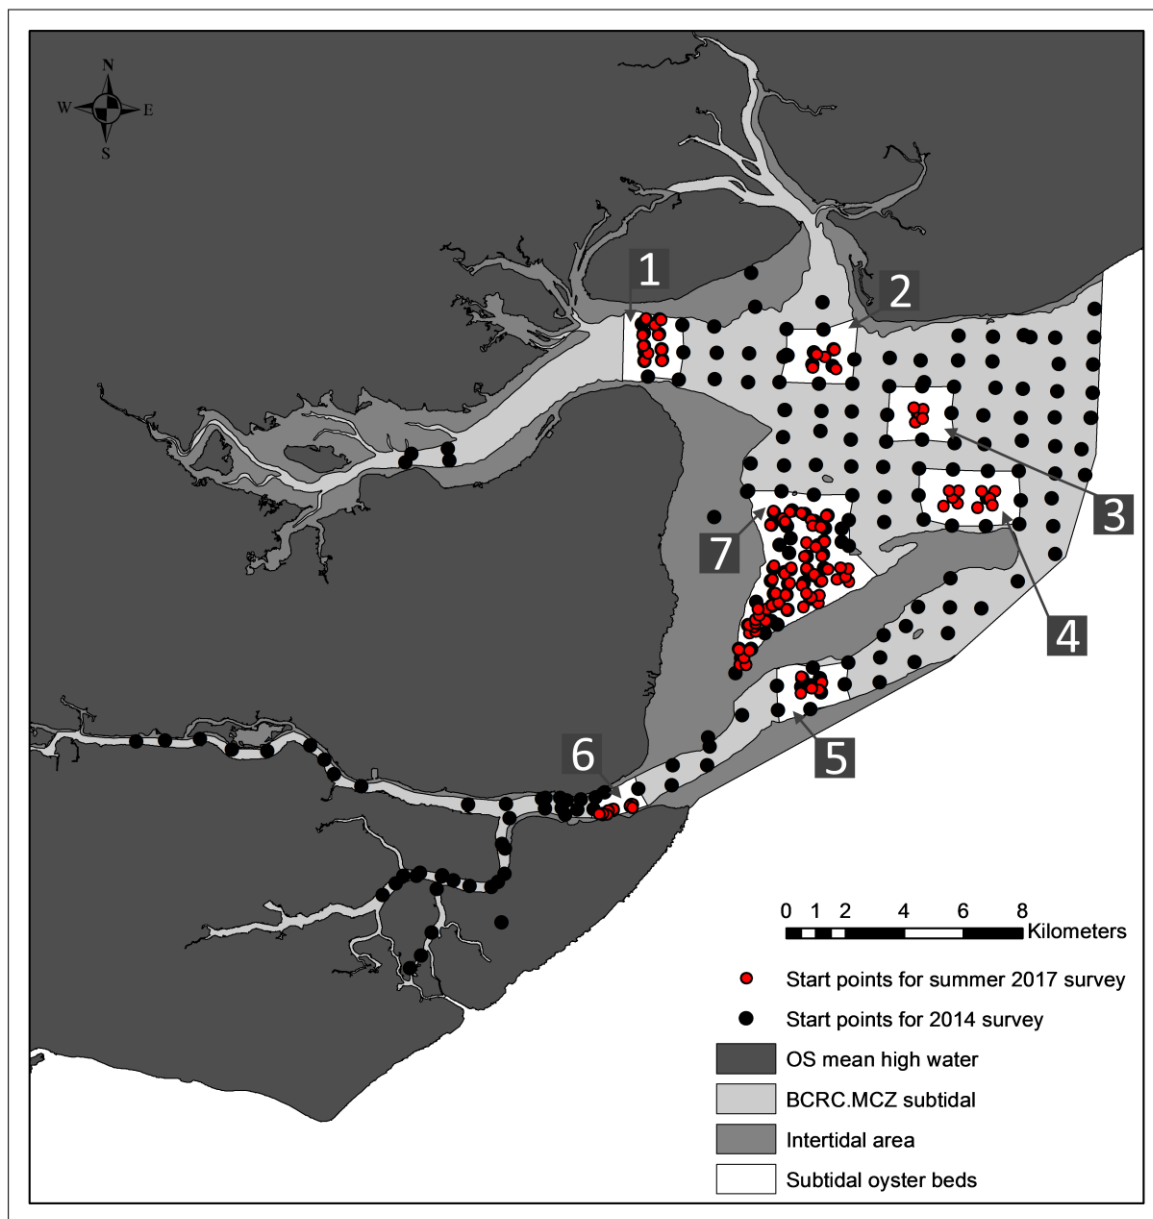 N
W E
S
1
2
3
7
4
5
6
0 1 2 4 6 8
Kilometers
Start points for summer 2017 survey
Start points for 2014 survey
OS mean high water
BCRC.MCZ subtidal
Intertidal area
Subtidal oyster beds